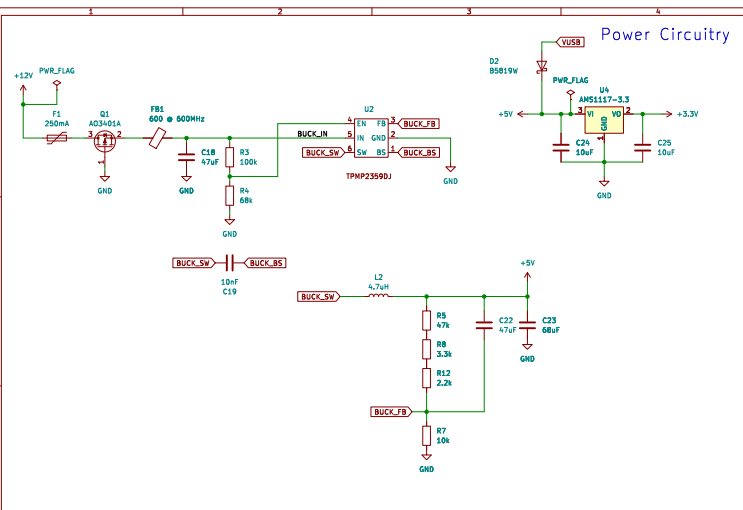 1 2 3 4
Power Circuitry
VUSB
D2
B5819W
+12V
PWR_FLAG
PWR_FLAG
U4
AMS1117-3.3
F1
250mA
Q1
AO3401A
3 2
1
FB1
600 @ 600MHz
U2
4 EN FB 3 BUCK_FB
BUCK_IN 5 IN GND 2
BUCK_SW 6 SW BS 1 BUCK_BS
TPMP2359DJ
+5V
3 VI VO 2
GND
1
+3.3V
C24
10uF
C25
10uF
C18
47uF
R3
100k
R4
68k
GND
GND
GND
GND
GND
BUCK_SW BUCK_BS
10nF
C19
BUCK_SW
L2
4.7uH
+5V
R5
47k
C22
47uF
C23
68uF
R8
3.3k
GND
R12
2.2k
BUCK_FB
R7
10k
GND